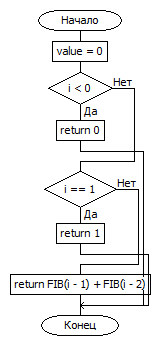 Начало
value = 0
i < 0
Нет
Да
return 0
i == 1
Нет
Да
return 1
return FIB(i - 1) + FIB(i - 2)
Конец